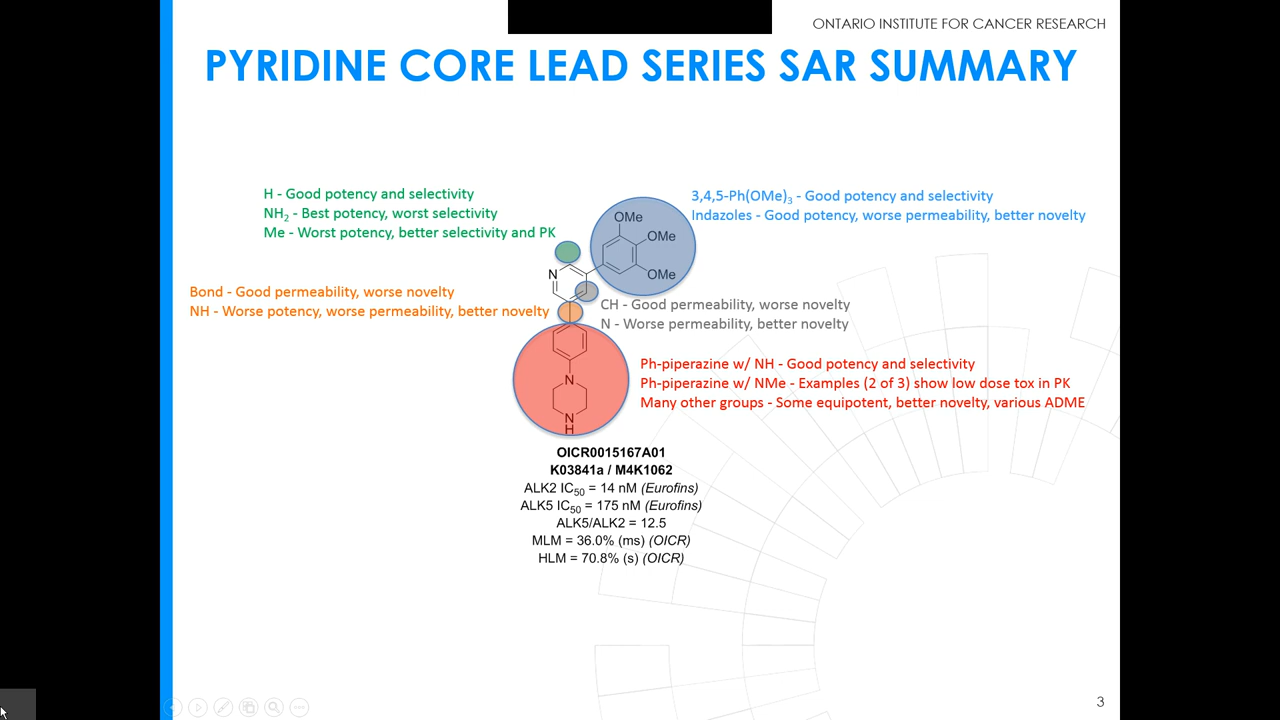 ONTARIO INSTITUTE FOR CANCER RESEARCH
PYRIDINE CORE LEAD SERIES SAR SUMMARY
H - Good potency and selectivity
NH₂ - Best potency, worst selectivity
Me - Worst potency, better selectivity and PK
3,4,5-Ph(OMe)₃ - Good potency and selectivity
Indazoles - Good potency, worse permeability, better novelty
OMe
OMe
OMe
N
Bond - Good permeability, worse novelty
NH - Worse potency, worse permeability, better novelty
CH - Good permeability, worse novelty
N - Worse permeability, better novelty
Ph-piperazine w/ NH - Good potency and selectivity
Ph-piperazine w/ NMe - Examples (2 of 3) show low dose tox in PK
Many other groups - Some equipotent, better novelty, various ADME
N
N
H
OICR0015167A01
K03841a / M4K1062
ALK2 IC₅₀ = 14 nM (Eurofins)
ALK5 IC₅₀ = 175 nM (Eurofins)
ALK5/ALK2 = 12.5
MLM = 36.0% (ms) (OICR)
HLM = 70.8% (s) (OICR)
3